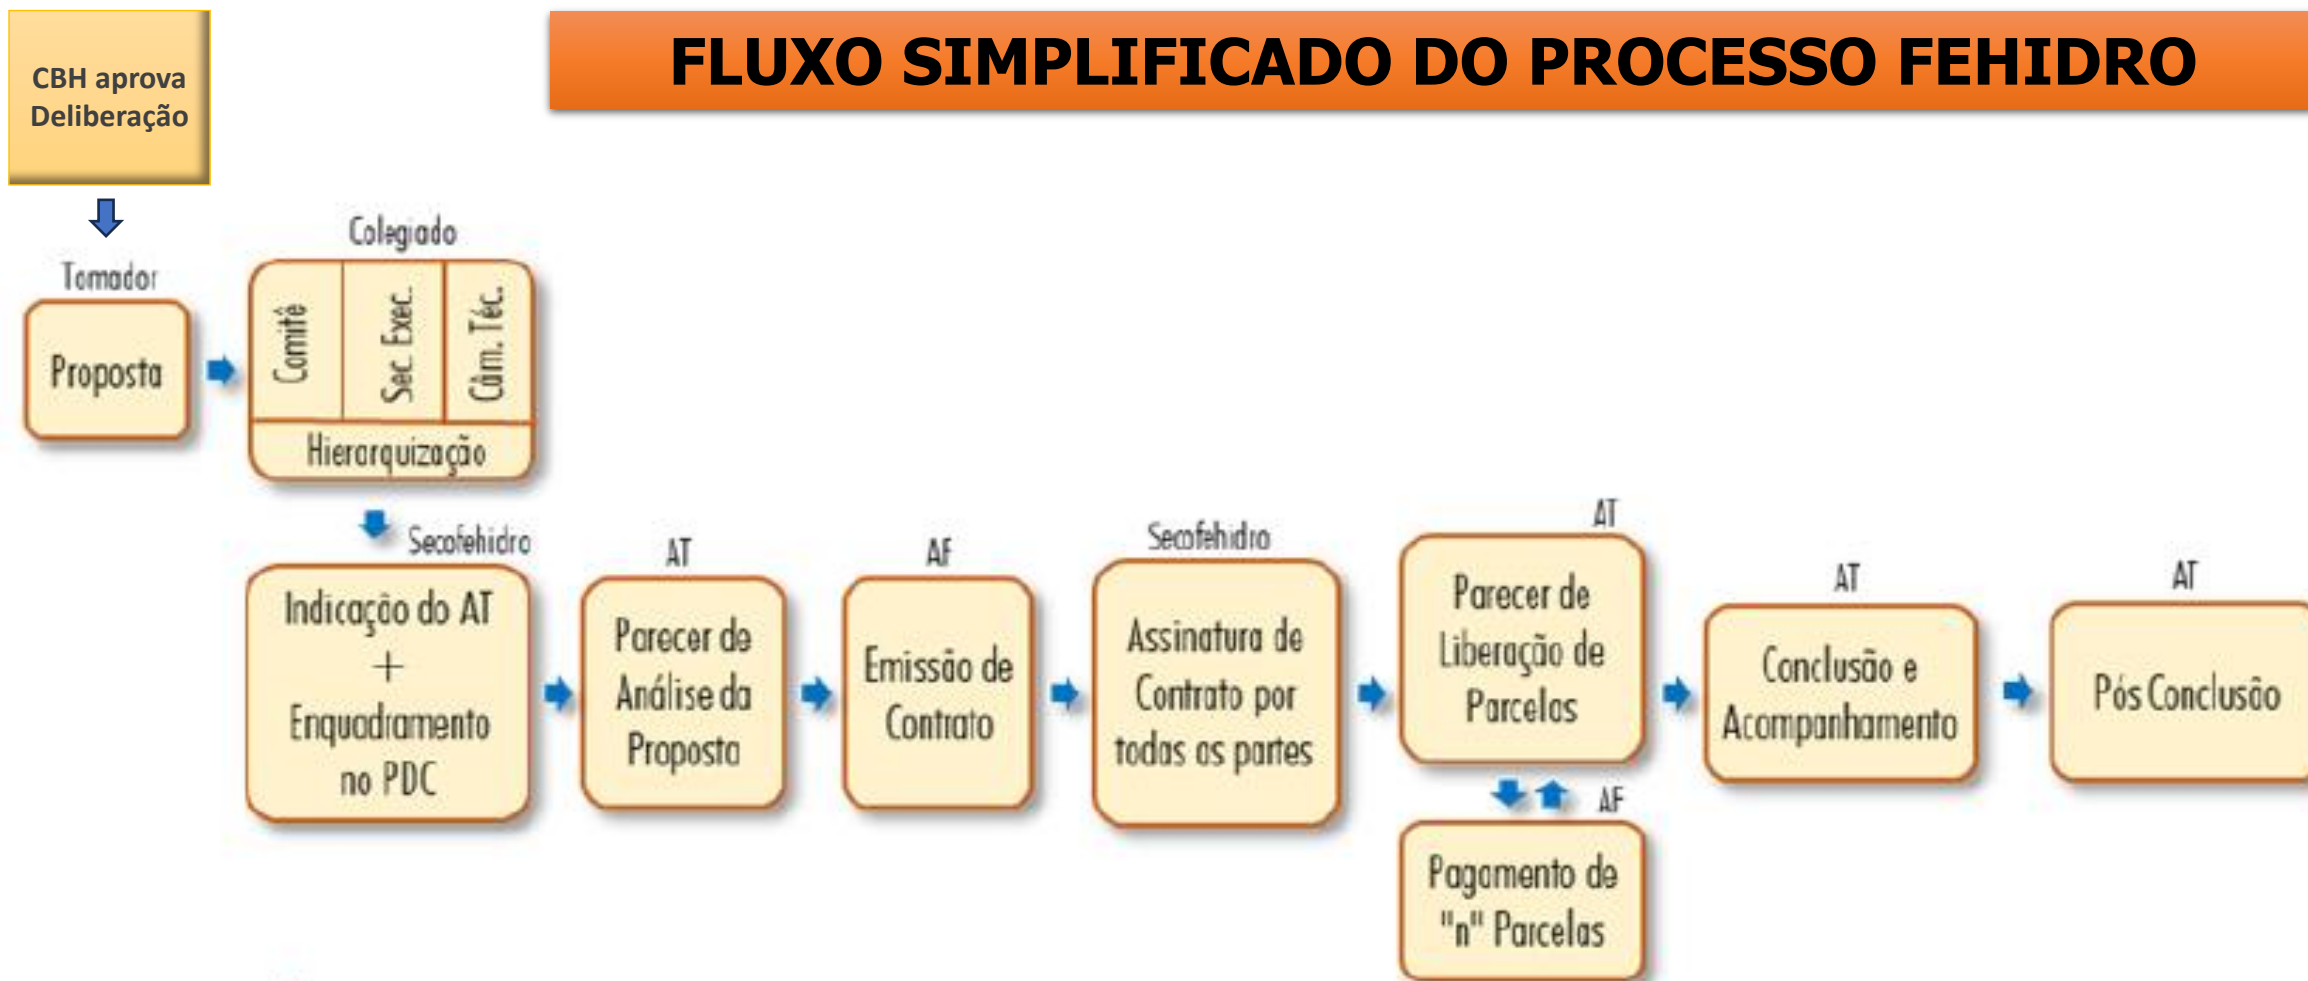 FLUXO SIMPLIFICADO DO PROCESSO FEHIDRO
CBH aprova
Deliberação
Tomador
Proposta
Colegiado
Comitê
Sec. Exec.
Câm. Téc.
Hierarquização
Secofehidro
Indicação do AT
+
Enquadramento
no PDC
AT
Parecer de
Análise da
Proposta
AF
Emissão de
Contrato
Secofehidro
Assinatura de
Contrato por
todas as partes
AT
Parecer de
Liberação de
Parcelas
AF
Pagamento de
"n" Parcelas
AT
Conclusão e
Acompanhamento
AT
Pós Conclusão